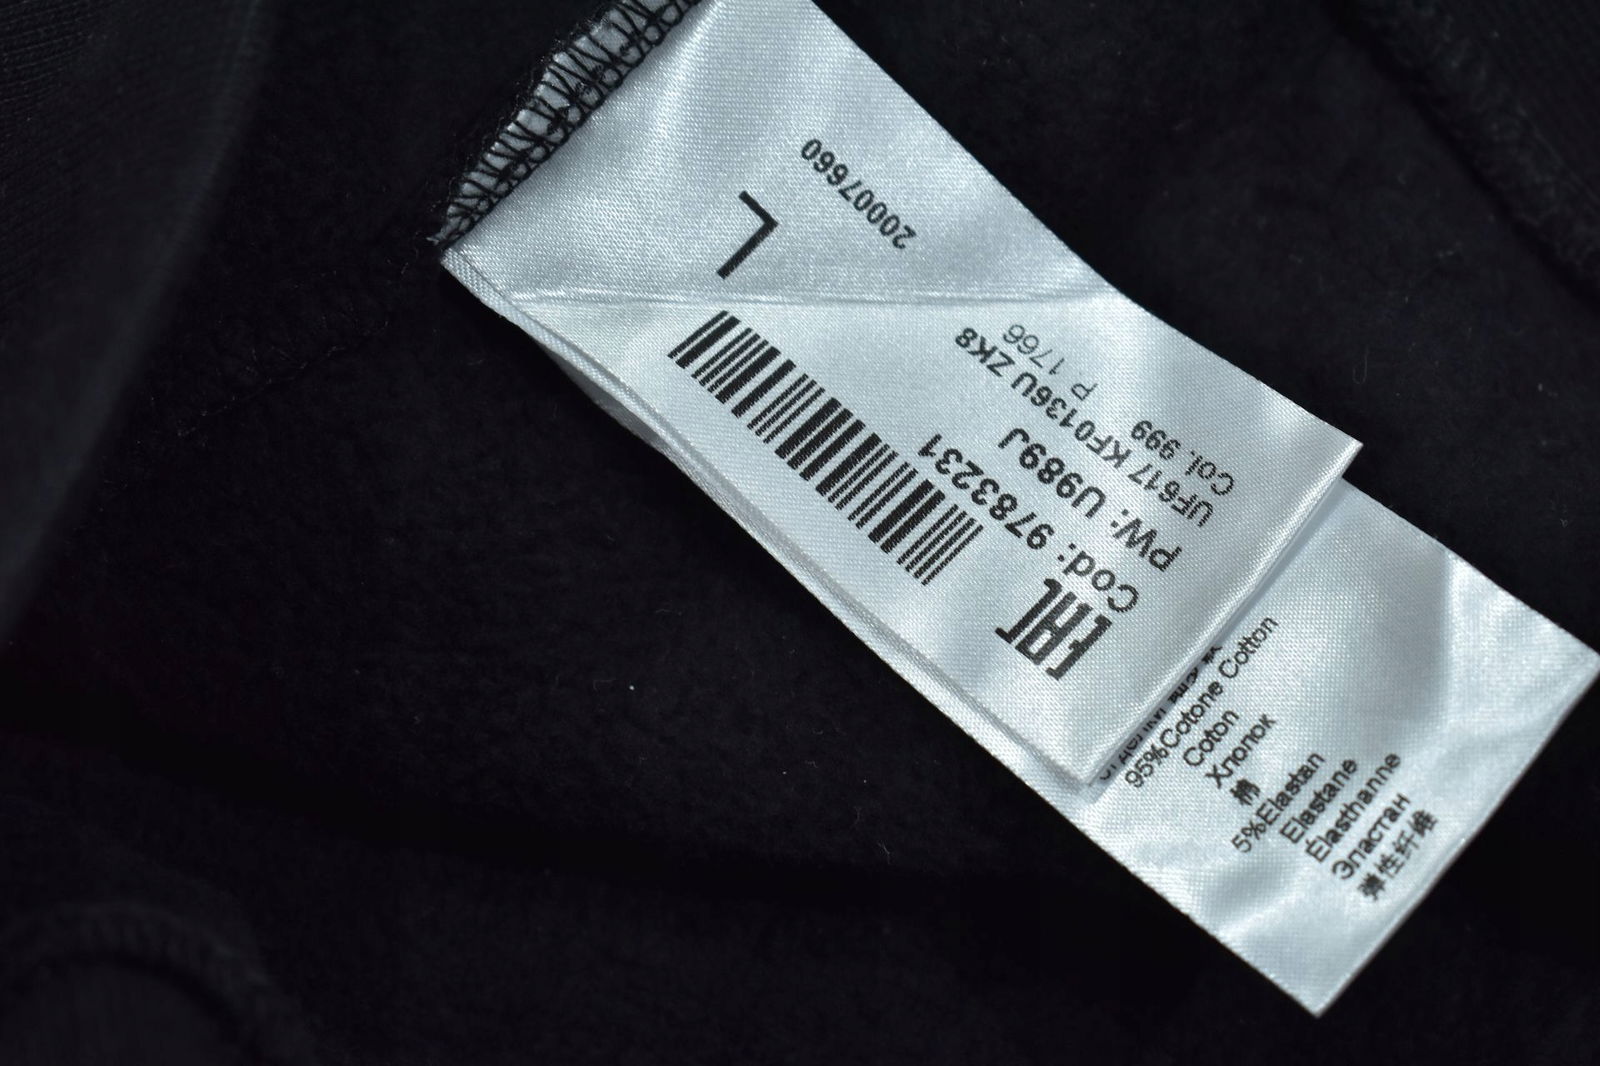 20007660
L
P. 1766
UF617 KF0136U ZK8
Col. 999
PW: U989J
Cod: 9783231
EAC
95%Cotone Cotton
Coton
Хлопок
棉
5%Elastan
Elastane
Élasthanne
Эластан
弹性纤维